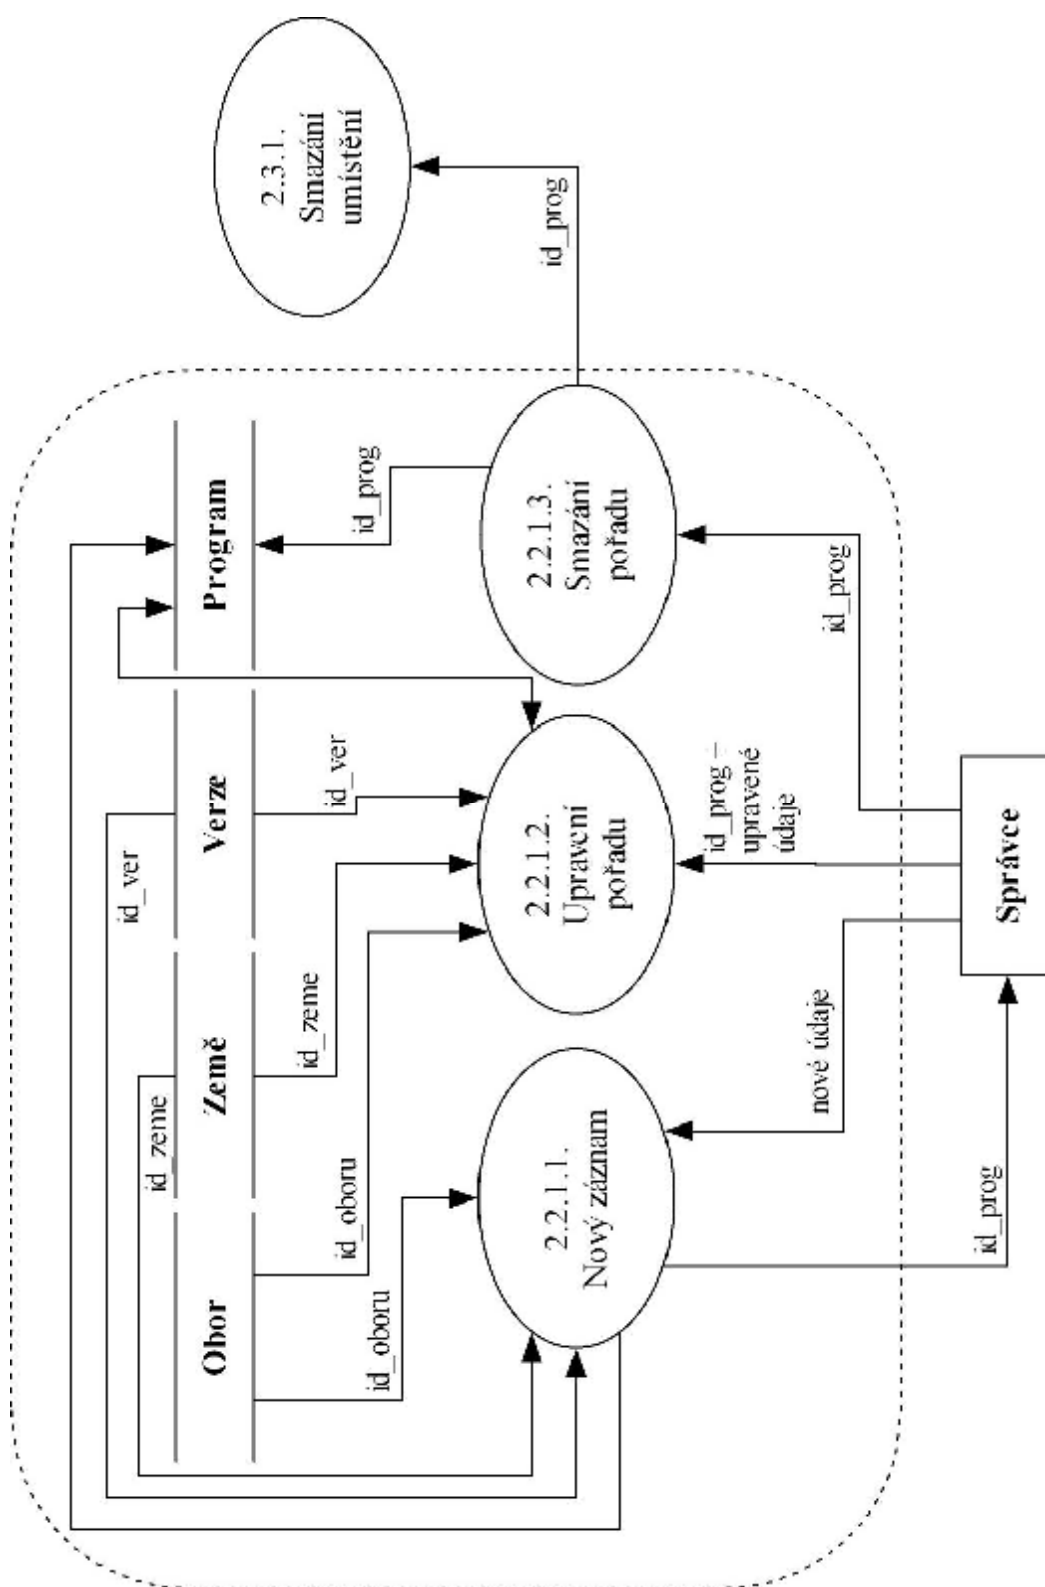 id_ver
id_zeme
Obor
Země
Verze
Program
2.3.1.
Smazání
umístění
id_oboru
id_oboru
id_zeme
id_ver
id_prog
id_prog
2.2.1.1.
Nový záznam
2.2.1.2.
Upravení
pořadu
2.2.1.3.
Smazání
pořadu
id_prog –
upravené
údaje
nové údaje
id_prog
id_prog
Správce